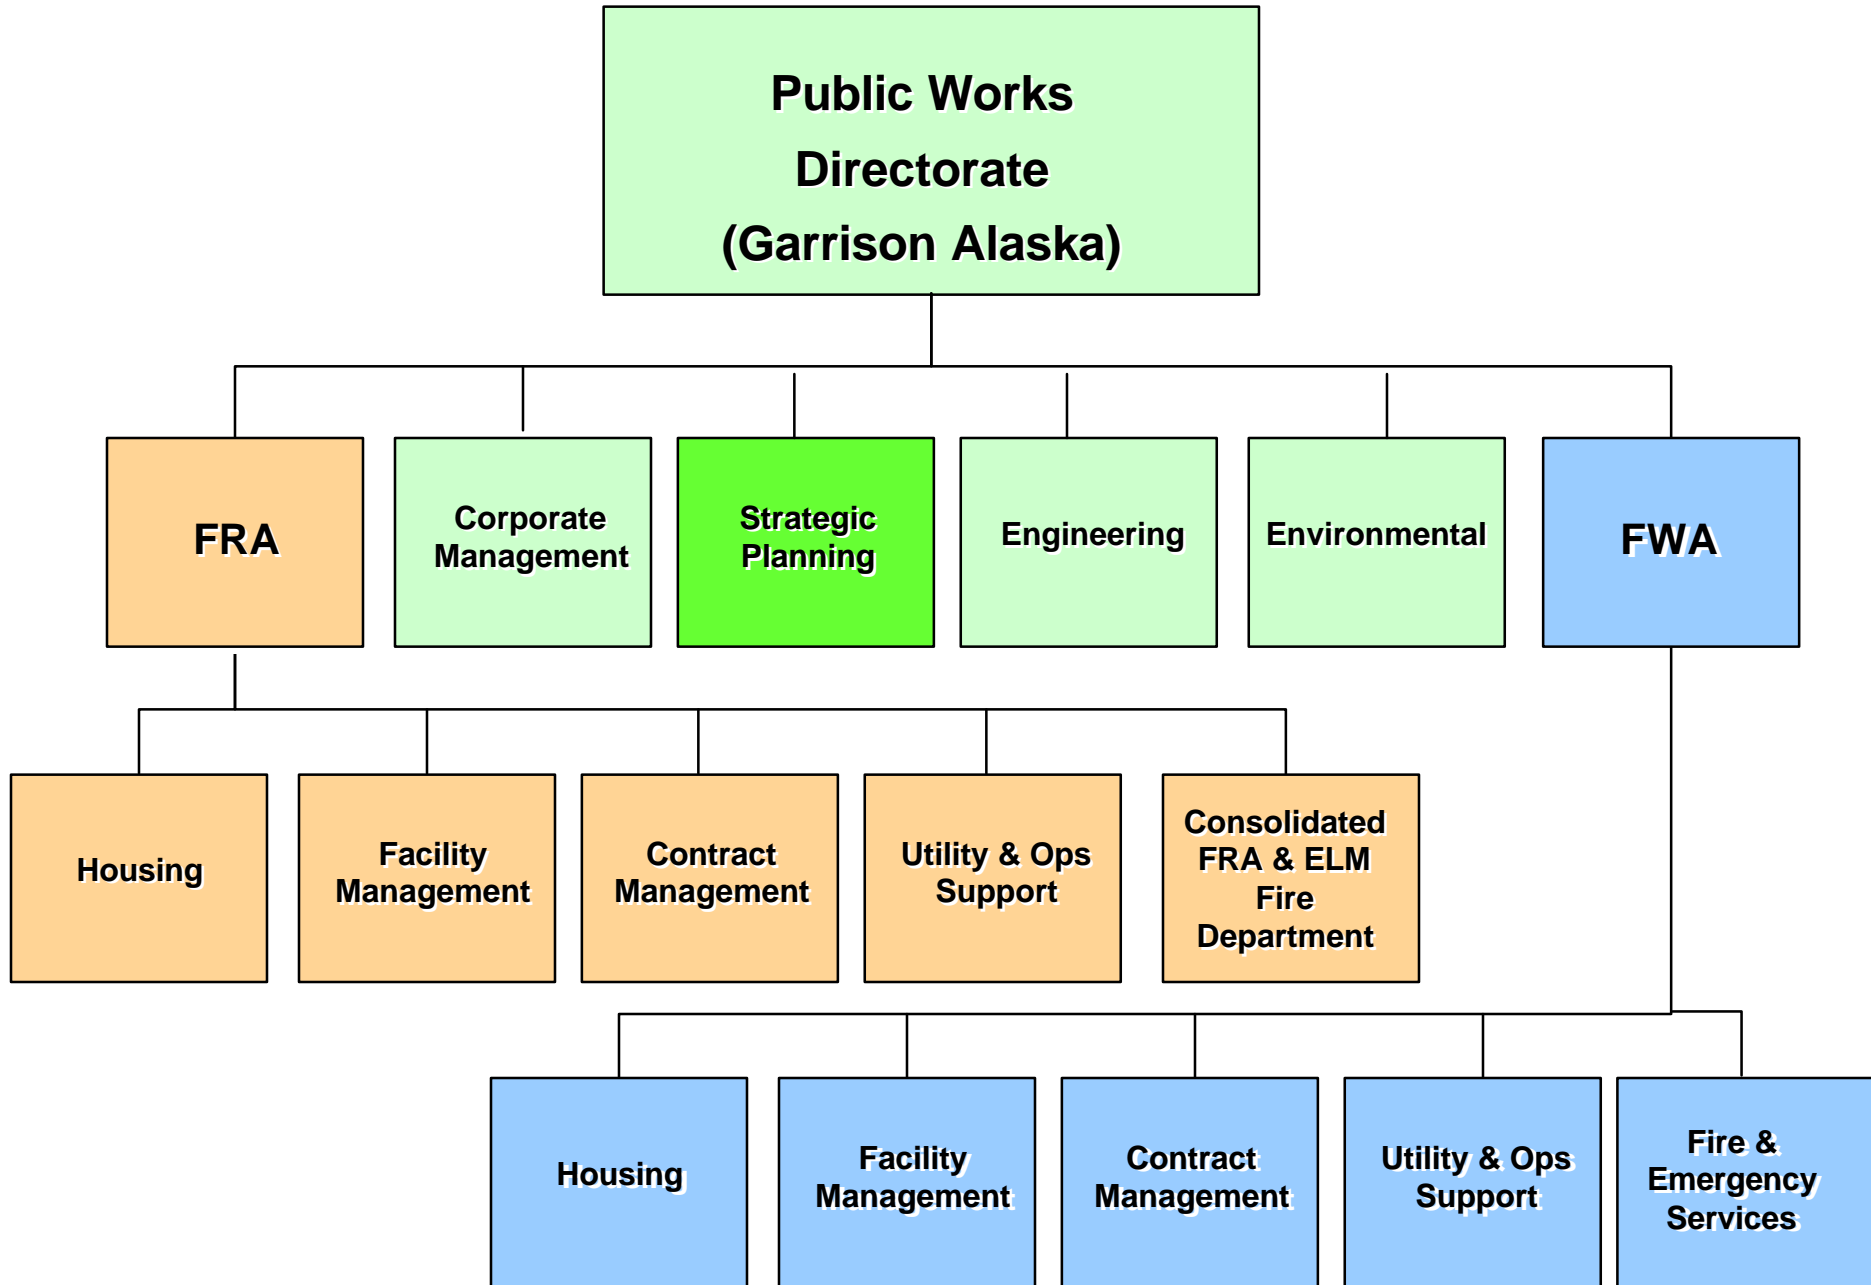 Public Works
Directorate
(Garrison Alaska)
FRA
Corporate
Management
Strategic
Planning
Engineering
Environmental
FWA
Housing
Facility
Management
Contract
Management
Utility & Ops
Support
Consolidated
FRA & ELM
Fire
Department
Housing
Facility
Management
Contract
Management
Utility & Ops
Support
Fire &
Emergency
Services